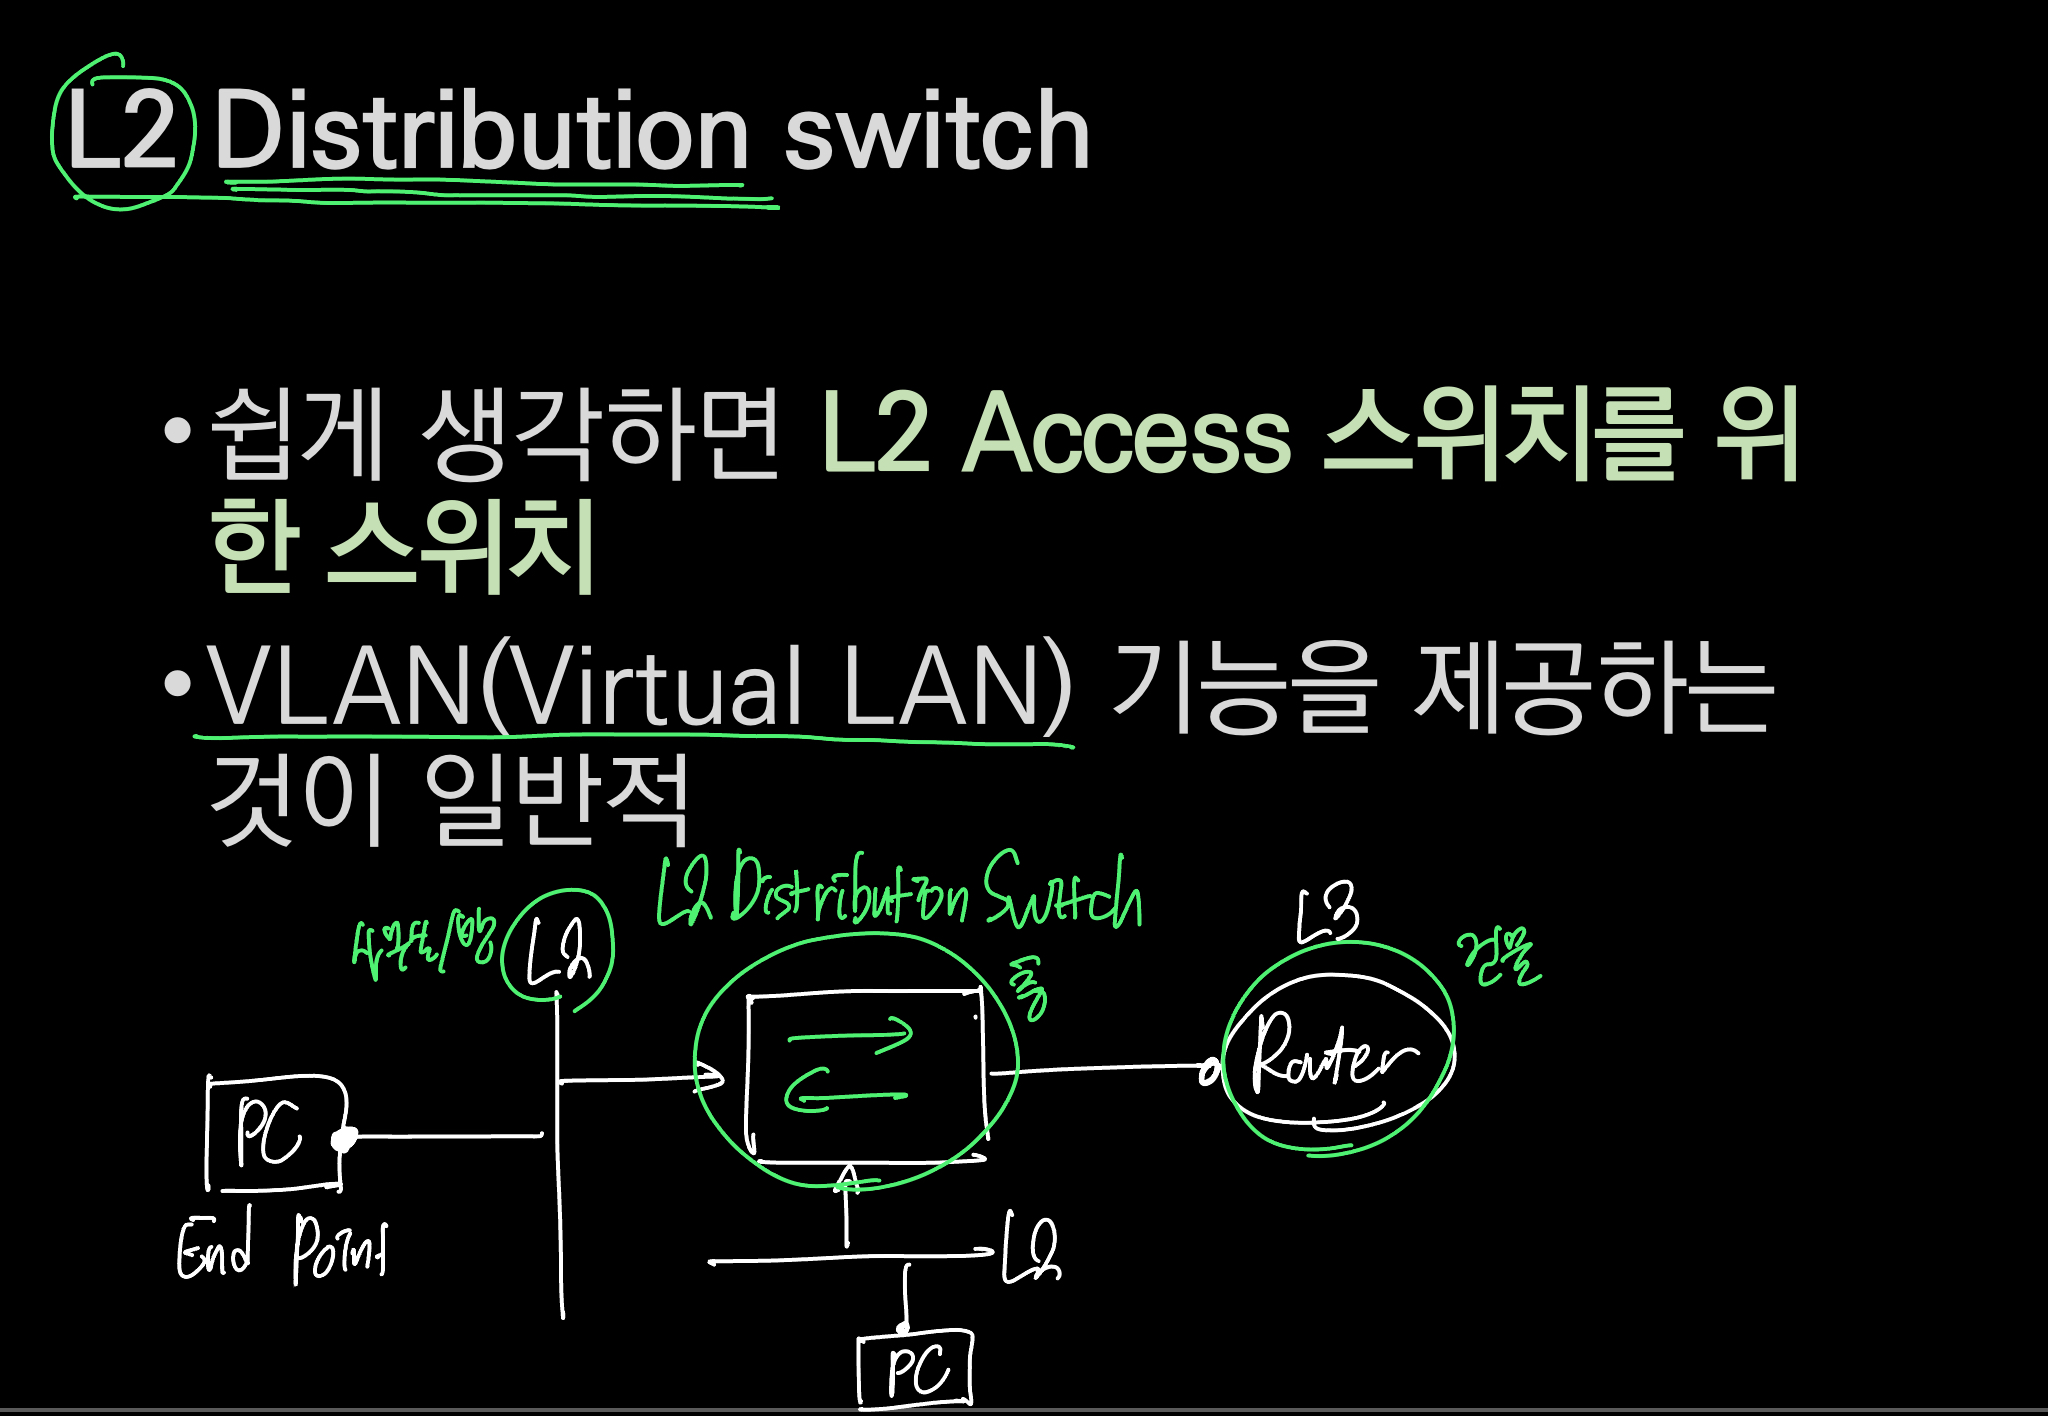 L2 Distribution switch
• 쉽게 생각하면 L2 Access 스위치를 위
한 스위치
• VLAN(Virtual LAN) 기능을 제공하는
것이 일반적
L2 Distribution Switch
사무실/방
L2
층
L3
건물
Router
PC
End Point
L2
PC